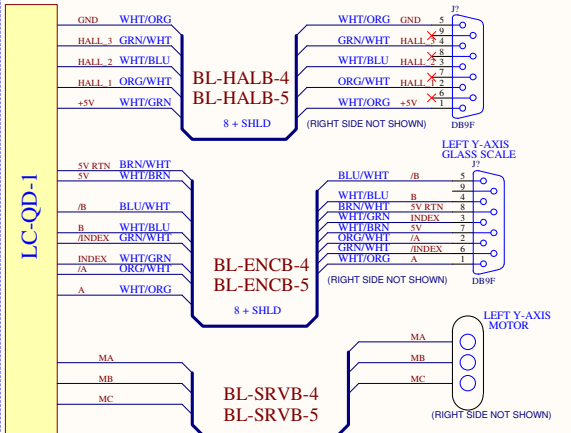 LC-QD-1
GND WHT/ORG
HALL_3 GRN/WHT
HALL_2 WHT/BLU
HALL_1 ORG/WHT
+5V WHT/GRN
BL-HALB-4
BL-HALB-5
8 + SHLD
J?
WHT/ORG GND 5
9
GRN/WHT HALL_3 4
8
WHT/BLU HALL_2 3
7
ORG/WHT HALL_1 2
6
WHT/ORG +5V 1
(RIGHT SIDE NOT SHOWN)
DB9F
5V RTN BRN/WHT
5V WHT/BRN
/B BLU/WHT
B WHT/BLU
/INDEX GRN/WHT
INDEX WHT/GRN
/A ORG/WHT
A WHT/ORG
BL-ENCB-4
BL-ENCB-5
8 + SHLD
LEFT Y-AXIS
GLASS SCALE
J?
BLU/WHT /B 5
9
WHT/BLU B 4
BRN/WHT 5V RTN 8
WHT/GRN INDEX 3
WHT/BRN 5V 7
ORG/WHT /A 2
GRN/WHT /INDEX 6
WHT/ORG A 1
(RIGHT SIDE NOT SHOWN)
DB9F
MA
MB
MC
BL-SRVB-4
BL-SRVB-5
LEFT Y-AXIS
MOTOR
MA
MB
MC
(RIGHT SIDE NOT SHOWN)